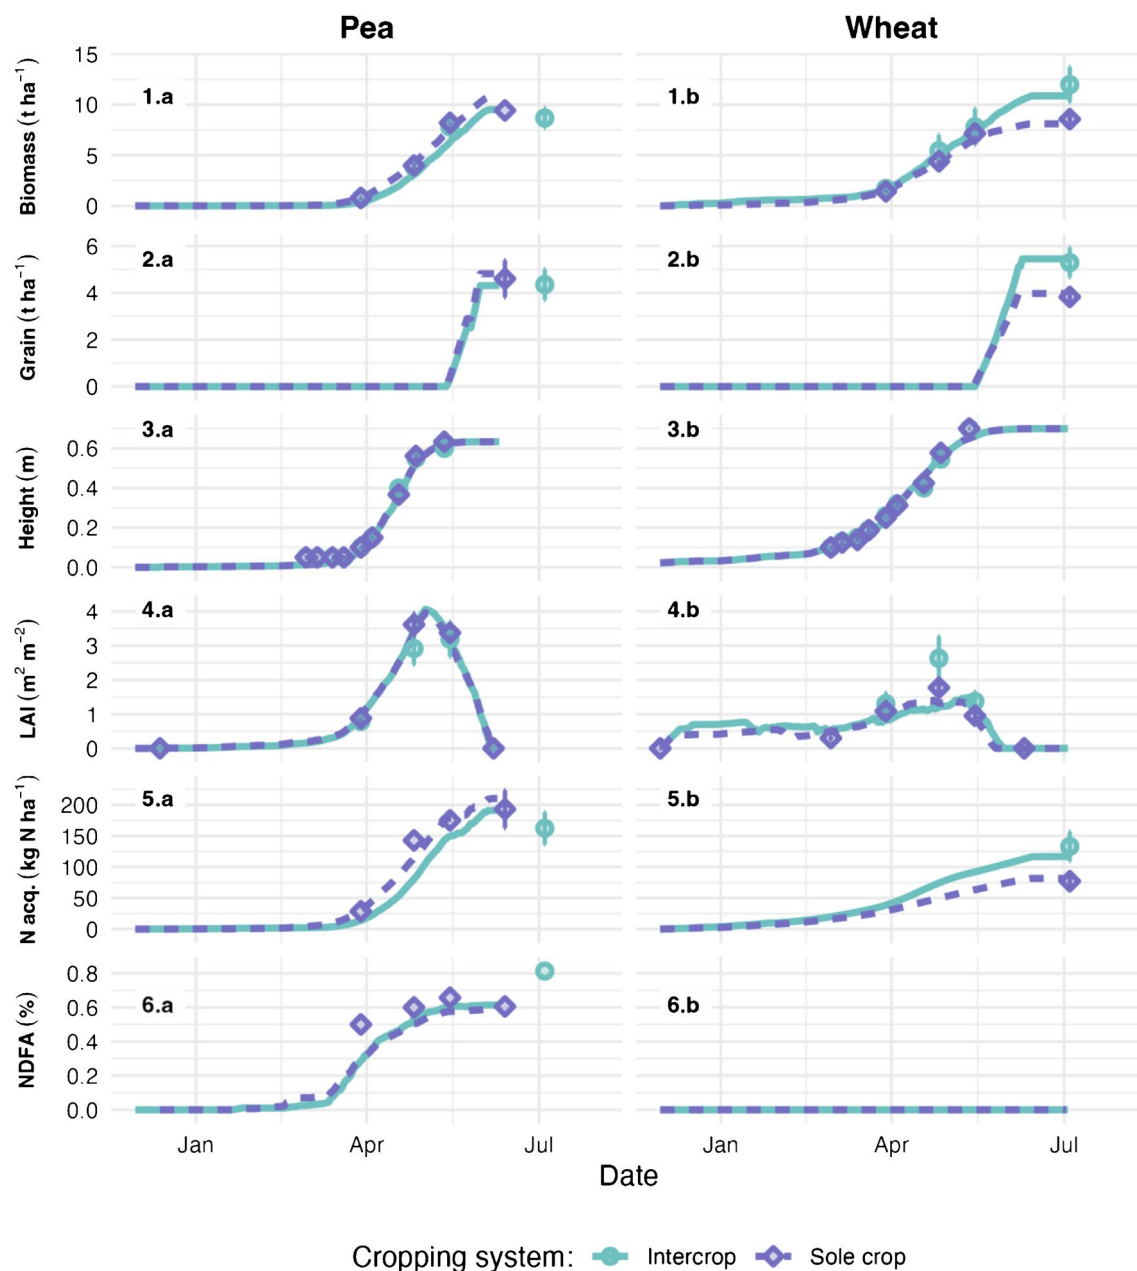 Pea Wheat
Biomass (t ha⁻¹)
15
10
5
0
1.a 1.b
Grain (t ha⁻¹)
6
4
2
0
2.a 2.b
Height (m)
0.6
0.4
0.2
0.0
3.a 3.b
LAI (m² m⁻²)
4
3
2
1
0
4.a 4.b
N acq. (kg N ha⁻¹)
200
150
100
50
0
5.a 5.b
NDFA (%)
0.8
0.6
0.4
0.2
0.0
6.a 6.b
Jan Apr Jul Jan Apr Jul
Date
Cropping system: Intercrop Sole crop